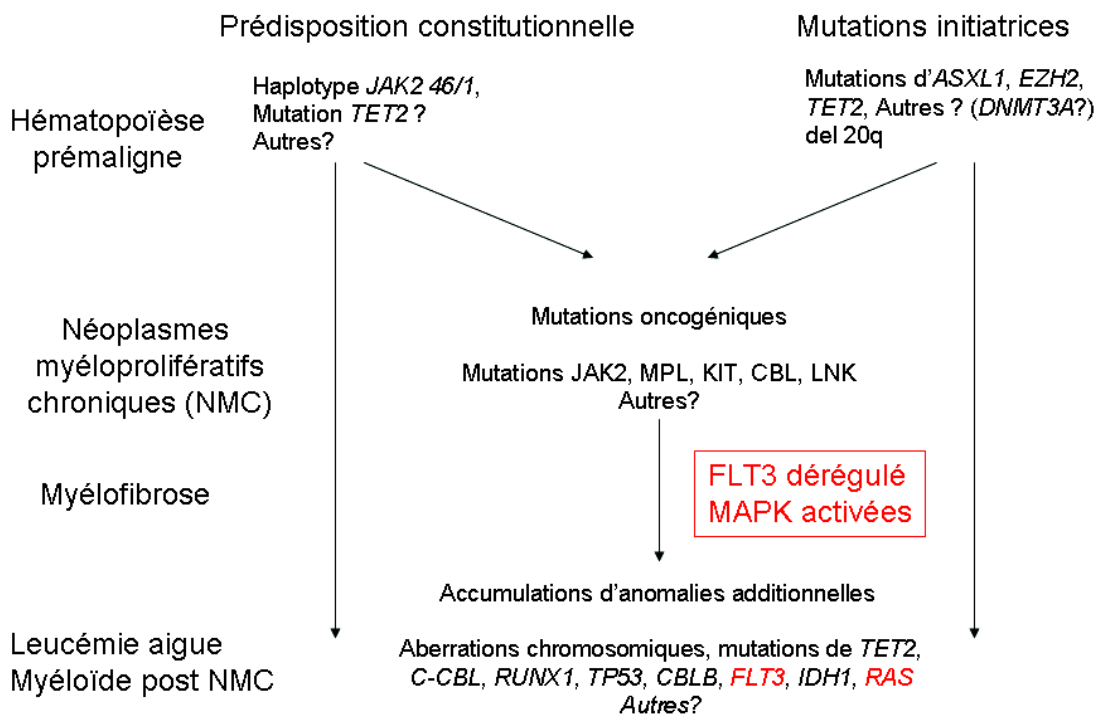 Prédisposition constitutionnelle
Mutations initiatrices
Hématopoïèse
prémaligne
Haplotype JAK2 46/1,
Mutation TET2 ?
Autres?
Mutations d'ASXL1, EZH2,
TET2, Autres ? (DNMT3A?)
del 20q
Néoplasmes
myéloprolifératifs
chroniques (NMC)
Mutations oncogéniques
Mutations JAK2, MPL, KIT, CBL, LNK
Autres?
Myélofibrose
FLT3 dérégulé
MAPK activées
Accumulations d'anomalies additionnelles
Leucémie aigue
Myéloïde post NMC
Aberrations chromosomiques, mutations de TET2,
C-CBL, RUNX1, TP53, CBLB, FLT3, IDH1, RAS
Autres?